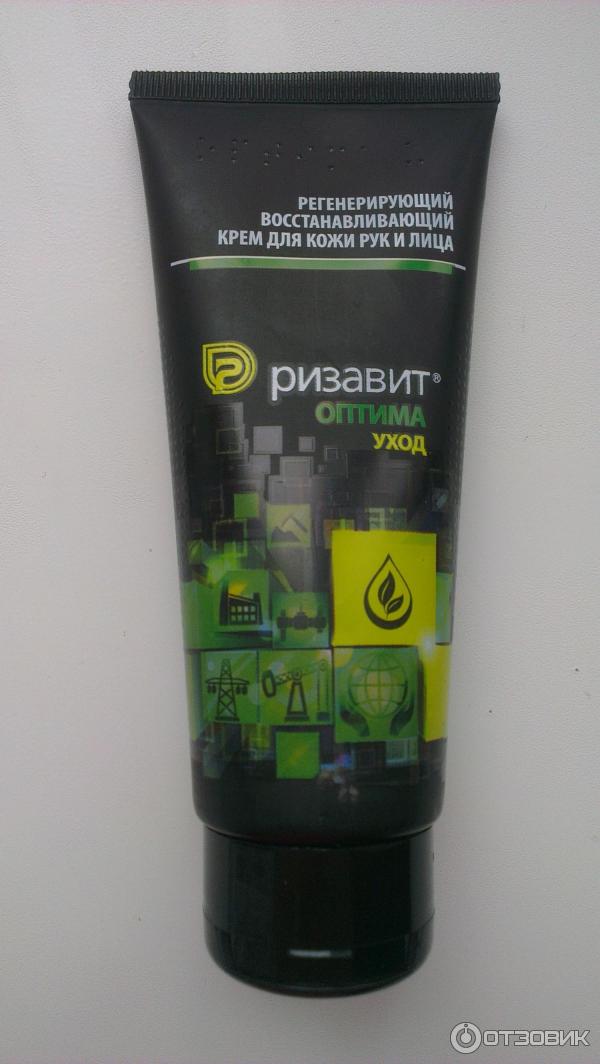 РЕГЕНЕРИРУЮЩИЙ
ВОССТАНАВЛИВАЮЩИЙ
КРЕМ ДЛЯ КОЖИ РУК И ЛИЦА
ризавит®
ОПТИМА
УХОД
ОТЗОВИК